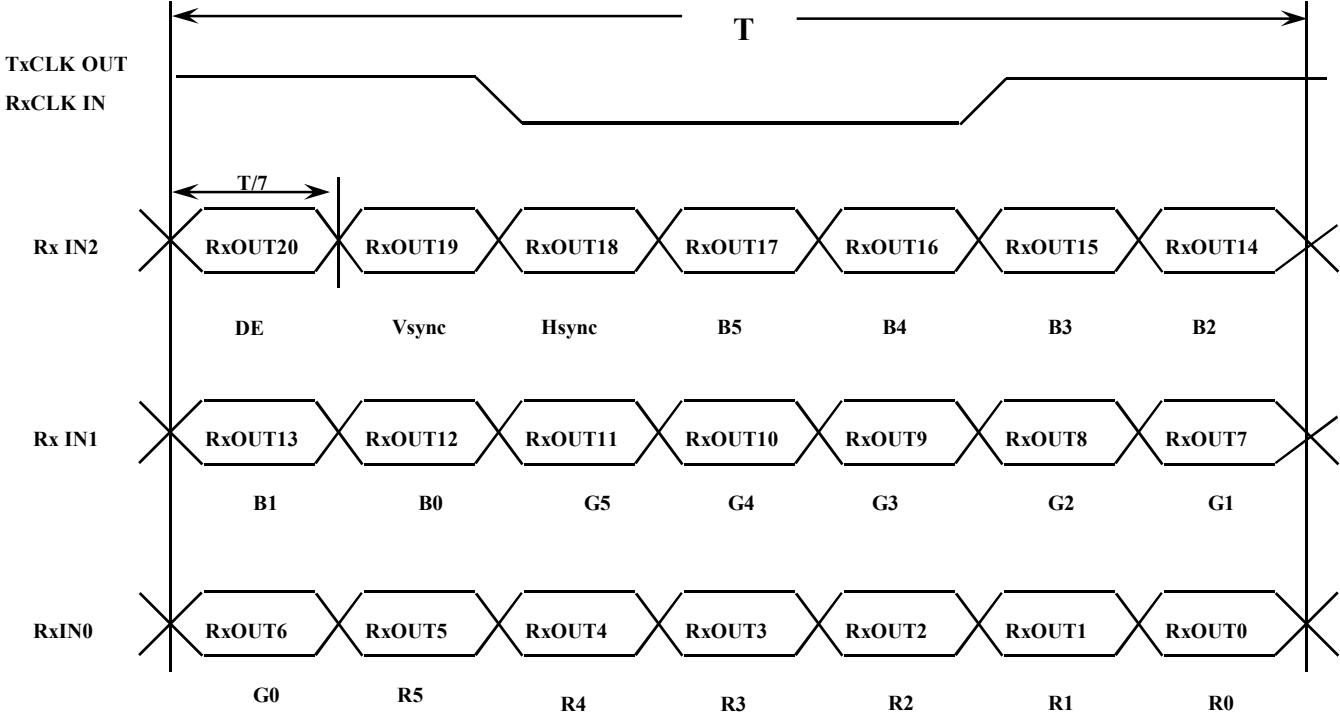 T
TxCLK OUT
RxCLK IN
T/7
Rx IN2 RxOUT20 RxOUT19 RxOUT18 RxOUT17 RxOUT16 RxOUT15 RxOUT14
DE Vsync Hsync B5 B4 B3 B2
Rx IN1 RxOUT13 RxOUT12 RxOUT11 RxOUT10 RxOUT9 RxOUT8 RxOUT7
B1 B0 G5 G4 G3 G2 G1
RxIN0 RxOUT6 RxOUT5 RxOUT4 RxOUT3 RxOUT2 RxOUT1 RxOUT0
G0 R5 R4 R3 R2 R1 R0